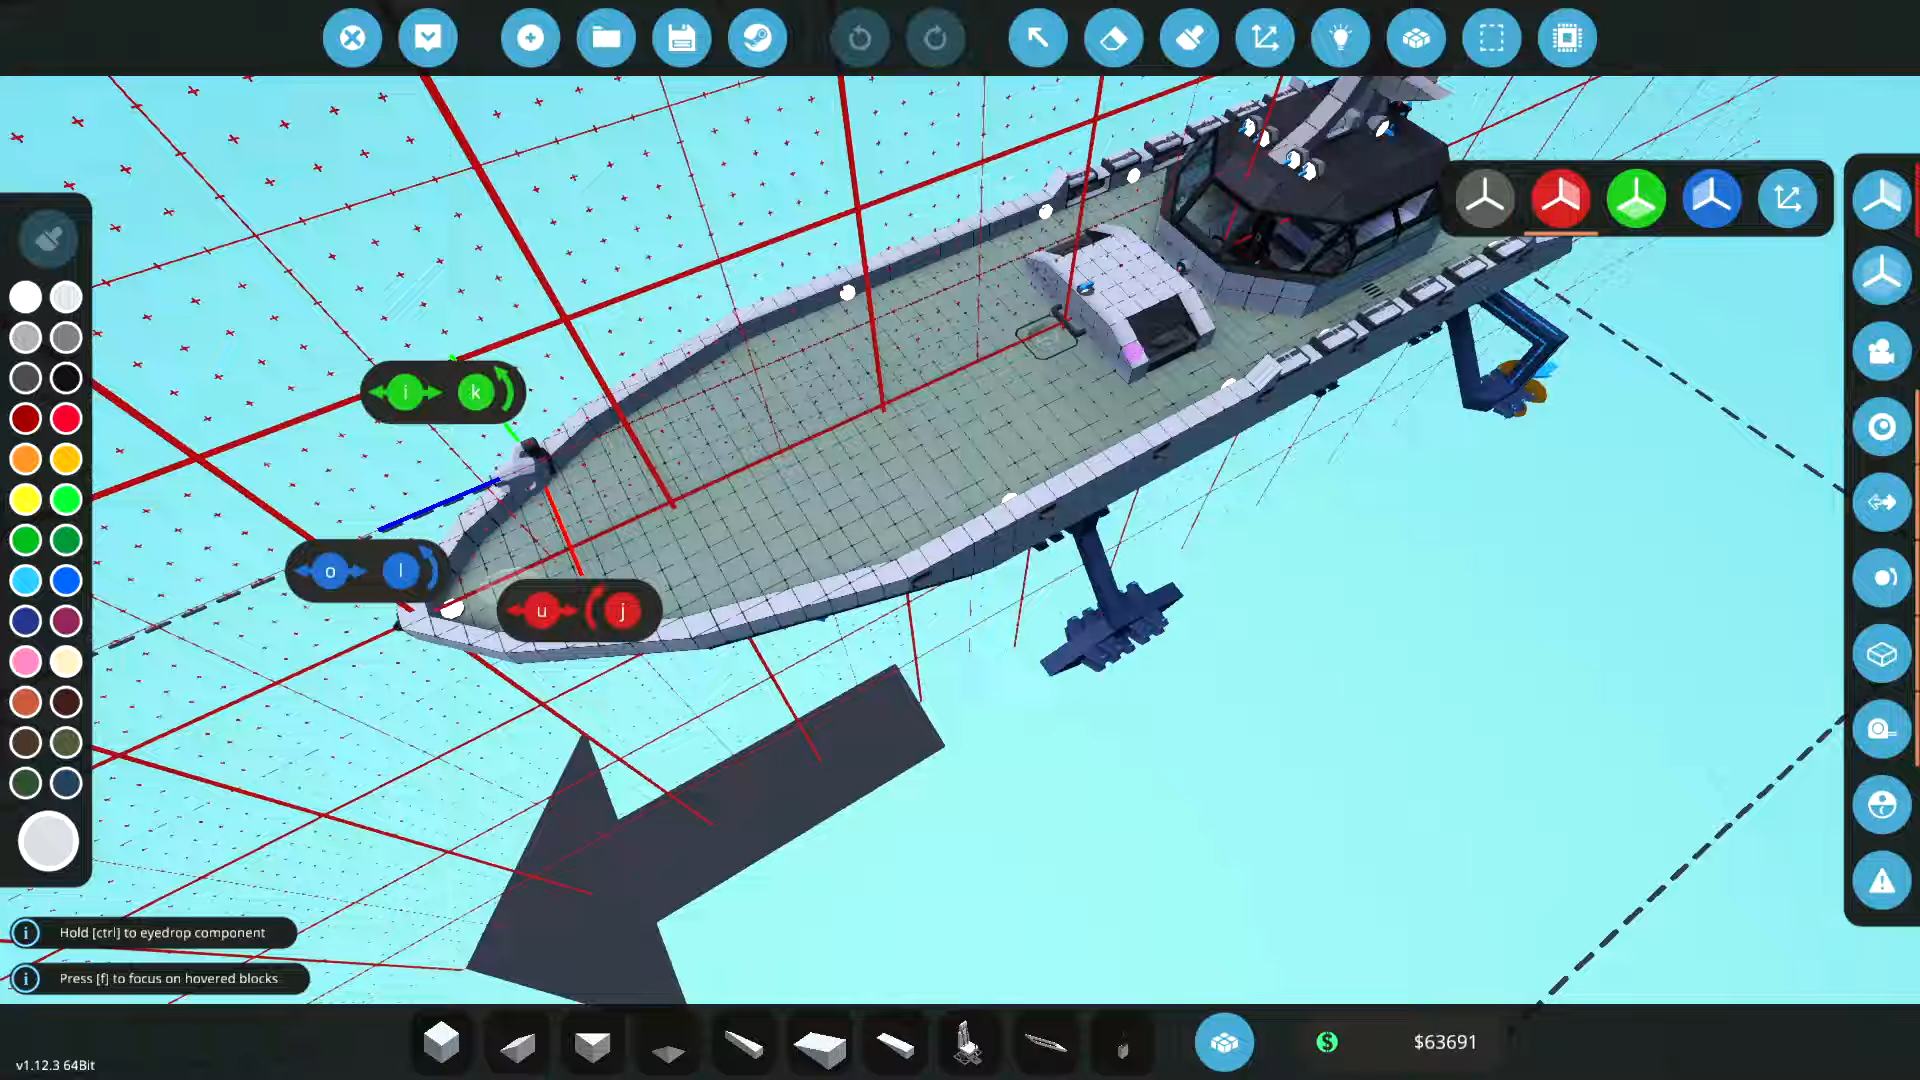 i k
o l
u j
Hold [ctrl] to eyedrop component
Press [f] to focus on hovered blocks
$ $63691
v1.12.3 64Bit